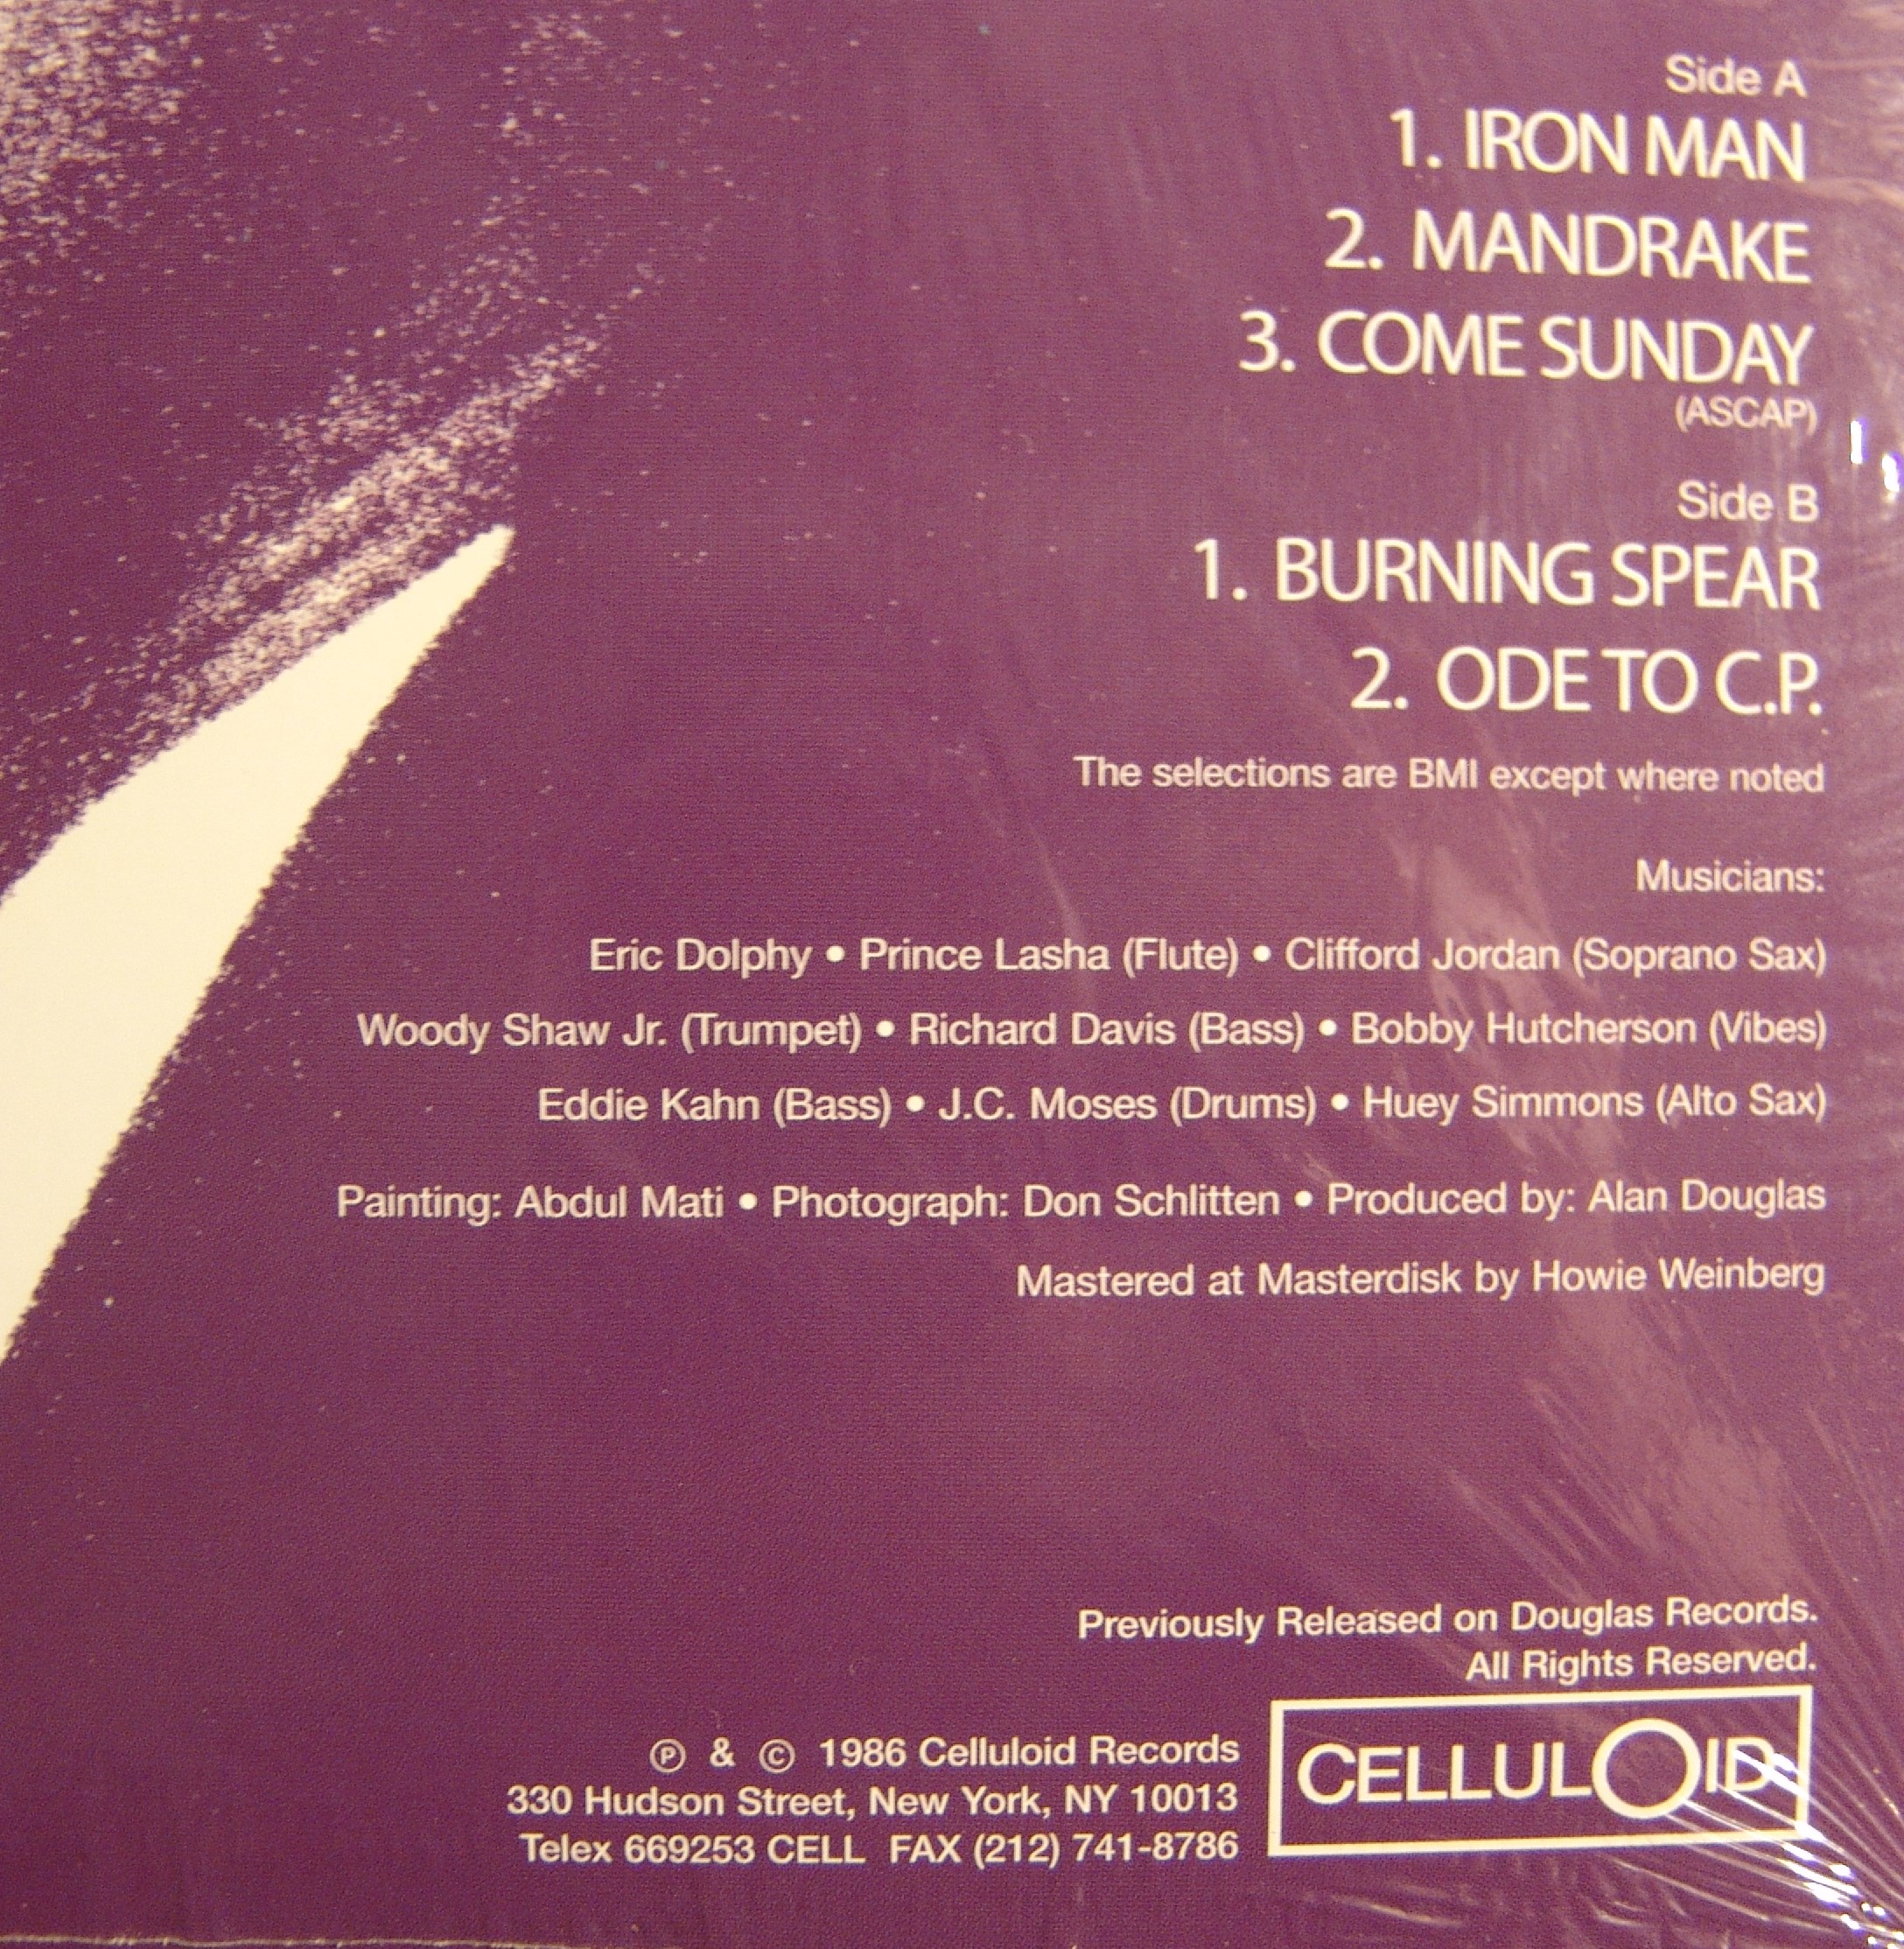 Side A
1. IRON MAN
2. MANDRAKE
3. COME SUNDAY
(ASCAP)
Side B
1. BURNING SPEAR
2. ODE TO C.P.
The selections are BMI except where noted
Musicians:
Eric Dolphy • Prince Lasha (Flute) • Clifford Jordan (Soprano Sax)
Woody Shaw Jr. (Trumpet) • Richard Davis (Bass) • Bobby Hutcherson (Vibes)
Eddie Kahn (Bass) • J.C. Moses (Drums) • Huey Simmons (Alto Sax)
Painting: Abdul Mati • Photograph: Don Schlitten • Produced by: Alan Douglas
Mastered at Masterdisk by Howie Weinberg
Previously Released on Douglas Records.
All Rights Reserved.
℗ & © 1986 Celluloid Records
330 Hudson Street, New York, NY 10013
Telex 669253 CELL FAX (212) 741-8786
CELLULOID